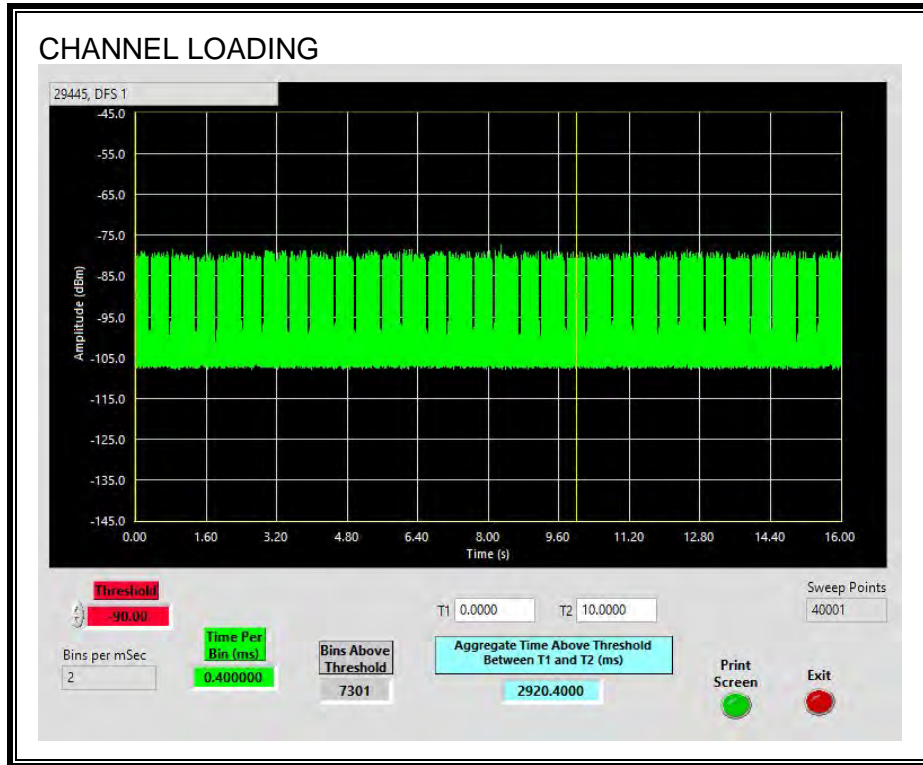 CHANNEL LOADING
29445, DFS 1
-45.0
-55.0
-65.0
-75.0
-85.0
-95.0
-105.0
-115.0
-125.0
-135.0
-145.0
Amplitude (dBm)
0.00 1.60 3.20 4.80 6.40 8.00 9.60 11.20 12.80 14.40 16.00
Time (s)
Threshold
-90.00
Bins per mSec
2
Time Per
Bin (ms)
0.400000
Bins Above
Threshold
7301
T1 0.0000 T2 10.0000
Aggregate Time Above Threshold
Between T1 and T2 (ms)
2920.4000
Sweep Points
40001
Print
Screen
Exit